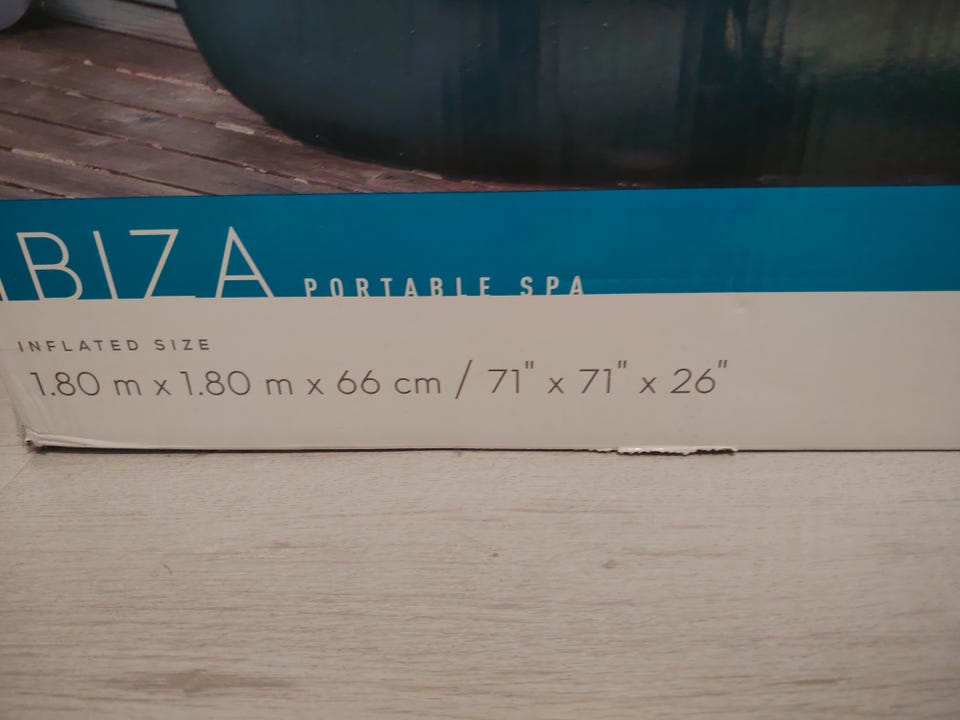 IBIZA PORTABLE SPA
INFLATED SIZE
1.80 m x 1.80 m x 66 cm / 71" x 71" x 26"